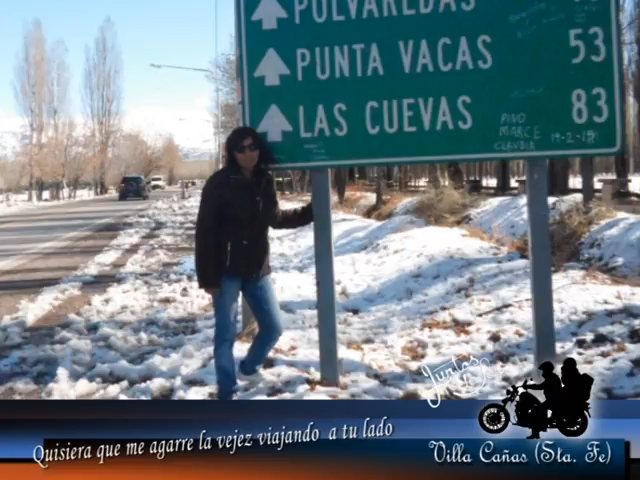 POLVAREDAS
PUNTA VACAS 53
LAS CUEVAS 83
PINO
MARCE
CLAUDIA
Juntos
Quisiera que me agarre la vejez viajando a tu lado
Villa Cañas (Sta. Fe)